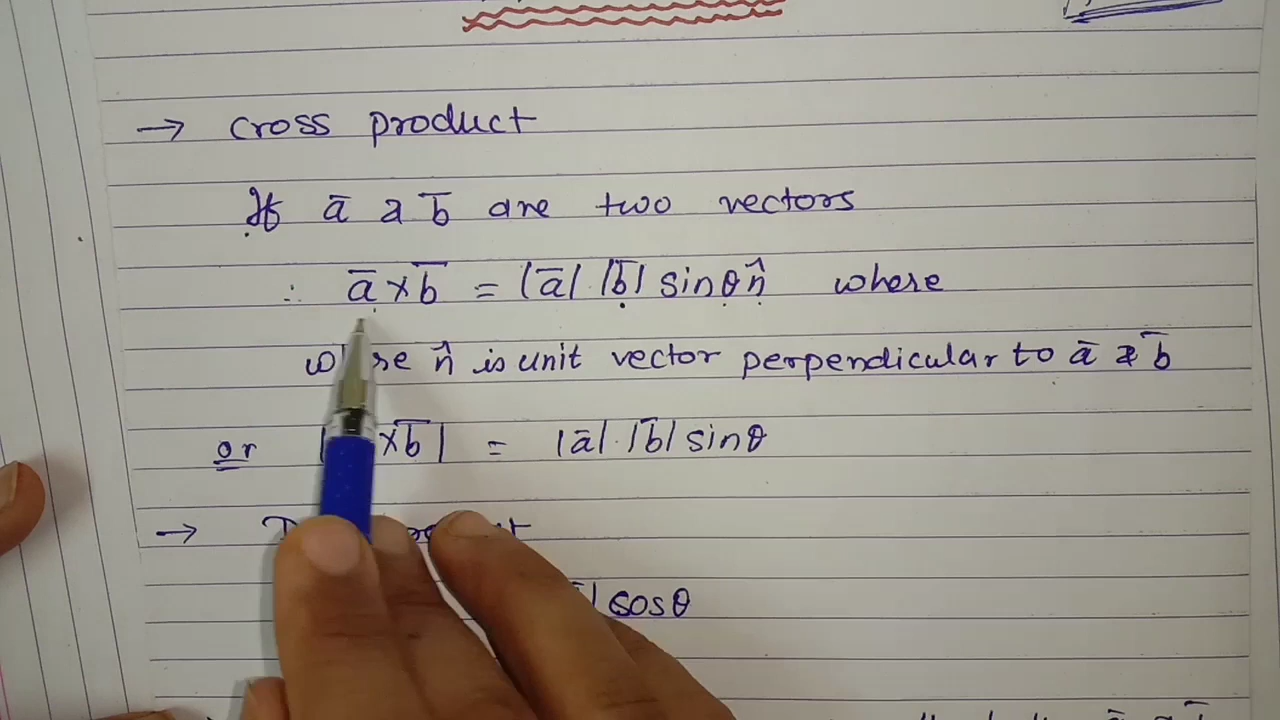 → Cross product
If a̅ & b̅ are two vectors
∴ a̅ × b̅ = |a̅| · |b̅| sinθ n̂ where
where n̂ is unit vector perpendicular to a̅ & b̅
or | × b̅| = |a̅| · |b̅| sinθ
→
| cosθ